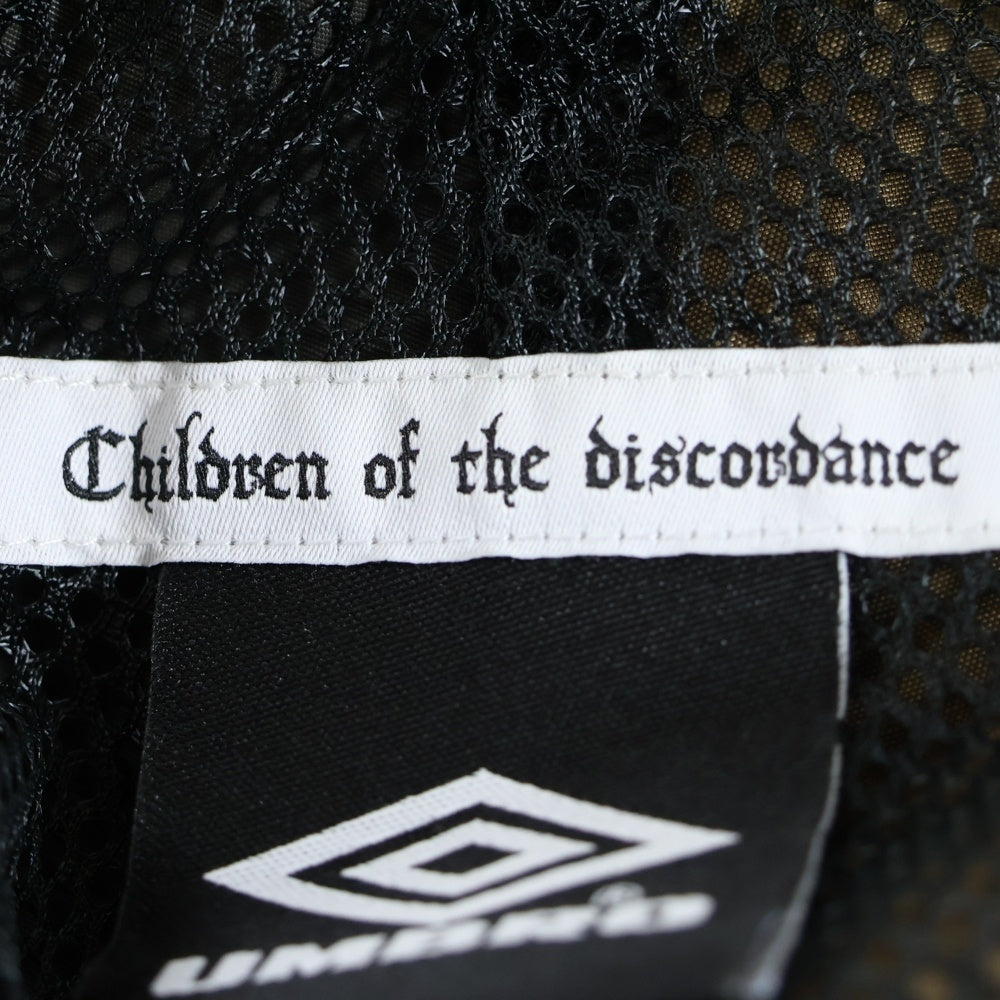 Children of the discordance
UMBRO